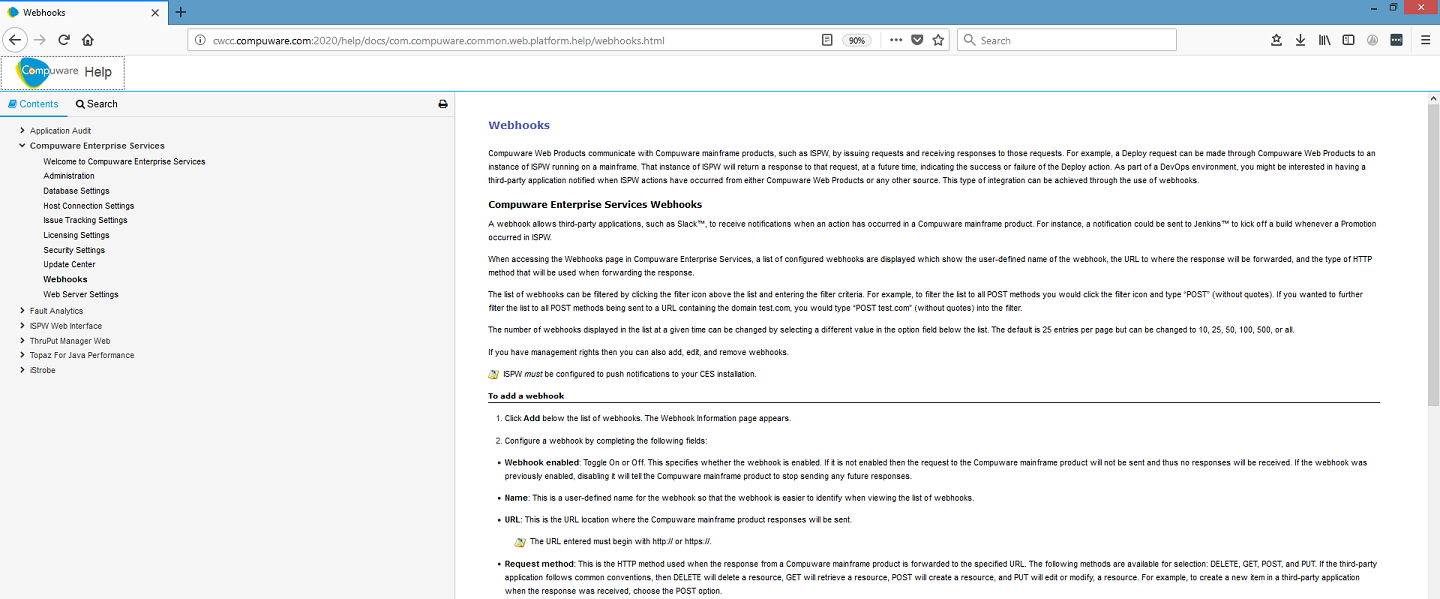 Webhooks
cwcc.compuware.com:2020/help/docs/com.compuware.common.web.platform.help/webhooks.html
90%
Search
Compuware Help
Contents Search
Application Audit
Compuware Enterprise Services
Welcome to Compuware Enterprise Services
Administration
Database Settings
Host Connection Settings
Issue Tracking Settings
Licensing Settings
Security Settings
Update Center
Webhooks
Web Server Settings
Fault Analytics
ISPW Web Interface
ThruPut Manager Web
Topaz For Java Performance
iStrobe
Webhooks
Compuware Web Products communicate with Compuware mainframe products, such as ISPW, by issuing requests and receiving responses to those requests. For example, a Deploy request can be made through Compuware Web Products to an
instance of ISPW running on a mainframe. That instance of ISPW will return a response to that request, at a future time, indicating the success or failure of the Deploy action. As part of a DevOps environment, you might be interested in having a
third-party application notified when ISPW actions have occurred from either Compuware Web Products or any other source. This type of integration can be achieved through the use of webhooks.
Compuware Enterprise Services Webhooks
A webhook allows third-party applications, such as Slack™, to receive notifications when an action has occurred in a Compuware mainframe product. For instance, a notification could be sent to Jenkins™ to kick off a build whenever a Promotion
occurred in ISPW.
When accessing the Webhooks page in Compuware Enterprise Services, a list of configured webhooks are displayed which show the user-defined name of the webhook, the URL to where the response will be forwarded, and the type of HTTP
method that will be used when forwarding the response.
The list of webhooks can be filtered by clicking the filter icon above the list and entering the filter criteria. For example, to filter the list to all POST methods you would click the filter icon and type “POST” (without quotes). If you wanted to further
filter the list to all POST methods being sent to a URL containing the domain test.com, you would type “POST test.com” (without quotes) into the filter.
The number of webhooks displayed in the list at a given time can be changed by selecting a different value in the option field below the list. The default is 25 entries per page but can be changed to 10, 25, 50, 100, 500, or all.
If you have management rights then you can also add, edit, and remove webhooks.
ISPW must be configured to push notifications to your CES installation.
To add a webhook
1. Click Add below the list of webhooks. The Webhook Information page appears.
2. Configure a webhook by completing the following fields:
• Webhook enabled: Toggle On or Off. This specifies whether the webhook is enabled. If it is not enabled then the request to the Compuware mainframe product will not be sent and thus no responses will be received. If the webhook was
previously enabled, disabling it will tell the Compuware mainframe product to stop sending any future responses.
• Name: This is a user-defined name for the webhook so that the webhook is easier to identify when viewing the list of webhooks.
• URL: This is the URL location where the Compuware mainframe product responses will be sent.
The URL entered must begin with http:// or https://.
• Request method: This is the HTTP method used when the response from a Compuware mainframe product is forwarded to the specified URL. The following methods are available for selection: DELETE, GET, POST, and PUT. If the third-party
application follows common conventions, then DELETE will delete a resource, GET will retrieve a resource, POST will create a resource, and PUT will edit or modify, a resource. For example, to create a new item in a third-party application
when the response was received, choose the POST option.